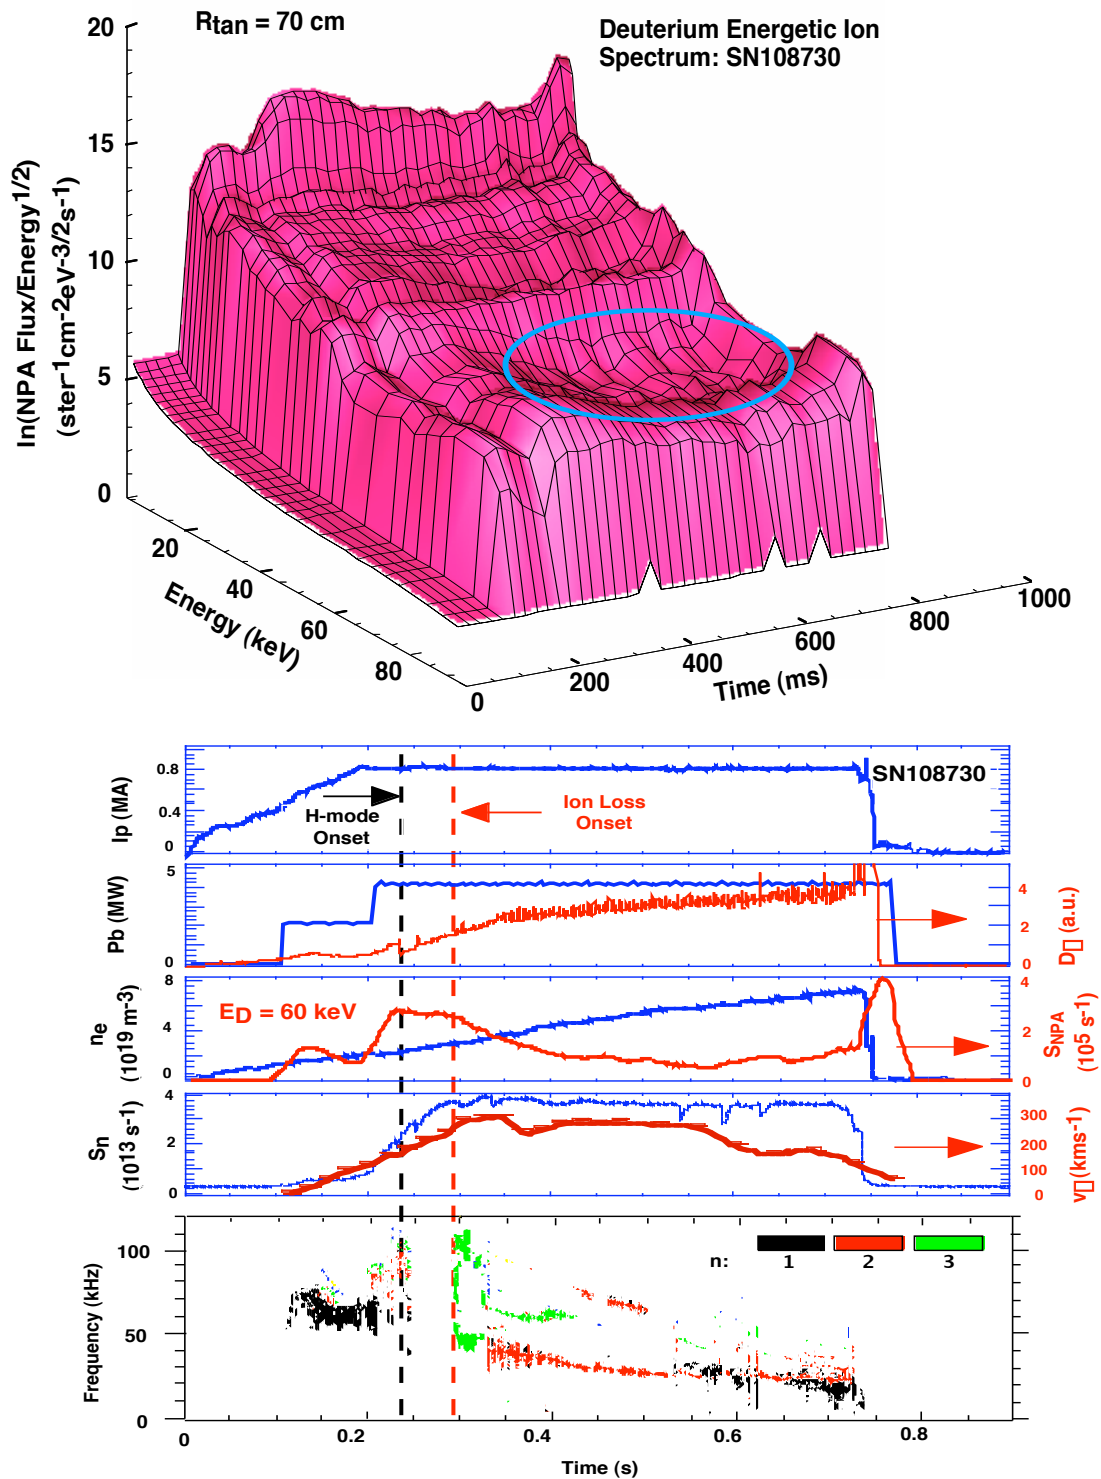 20
15
10
5
0
ln(NPA Flux/Energy1/2)
(ster-1cm-2eV-3/2s-1)
Rtan = 70 cm
Deuterium Energetic Ion
Spectrum: SN108730
20
40
60
80
Energy (keV)
0
200
400
600
800
1000
Time (ms)
0.8
0.4
0
Ip (MA)
H-mode
Onset
Ion Loss
Onset
SN108730
5
0
Pb (MW)
4
2
0
D▯ (a.u.)
8
4
0
ne
(1019 m-3)
ED = 60 keV
4
2
0
SNPA
(105 s-1)
4
2
0
Sn
(1013 s-1)
300
200
100
0
v▯ (kms-1)
100
50
0
Frequency (kHz)
n: 1 2 3
0 0.2 0.4 0.6 0.8
Time (s)